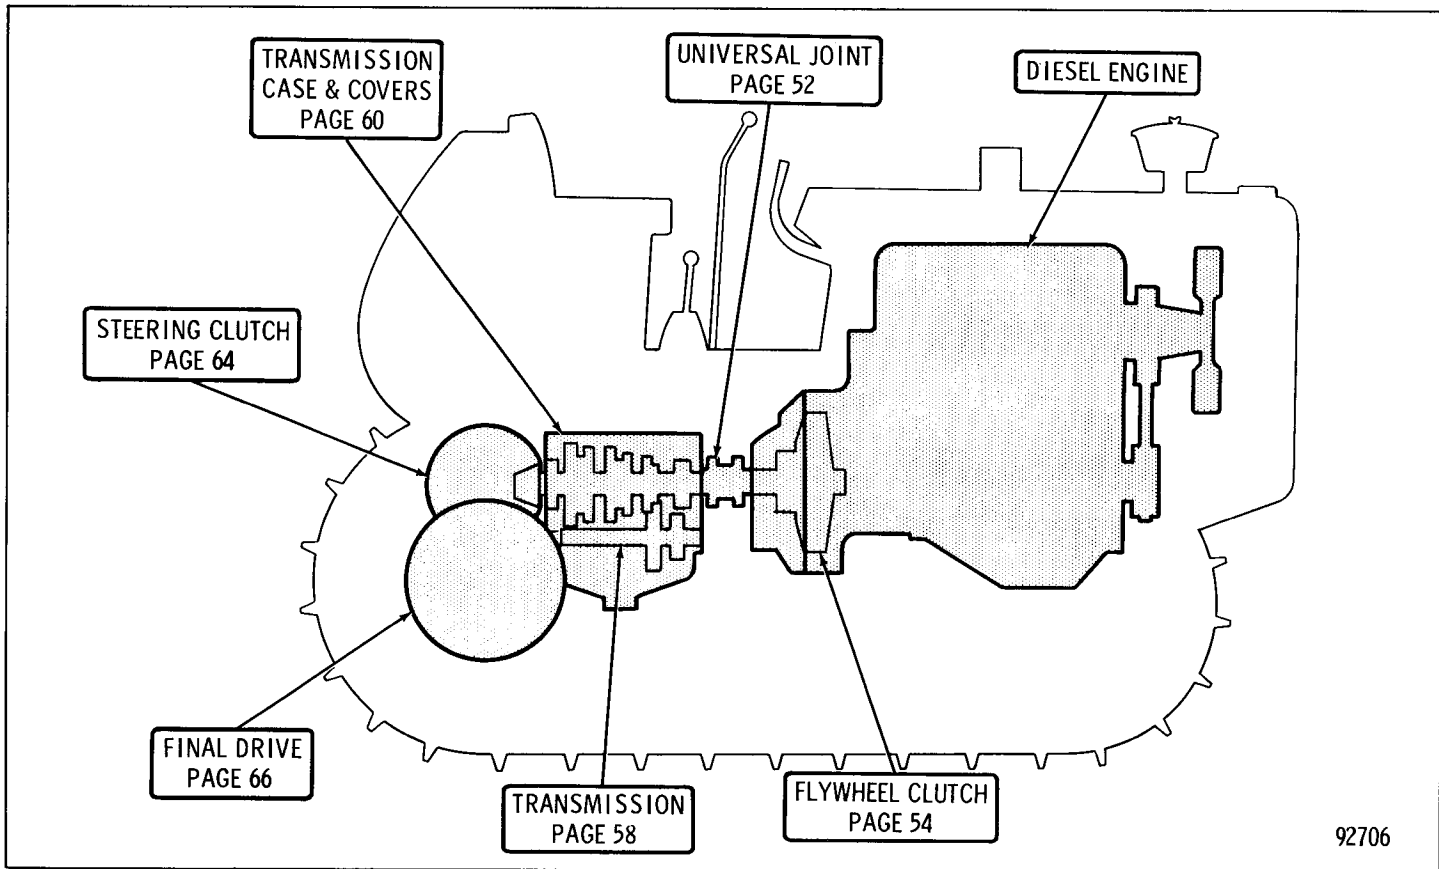 TRANSMISSION
CASE & COVERS
PAGE 60
UNIVERSAL JOINT
PAGE 52
DIESEL ENGINE
STEERING CLUTCH
PAGE 64
FINAL DRIVE
PAGE 66
TRANSMISSION
PAGE 58
FLYWHEEL CLUTCH
PAGE 54
92706